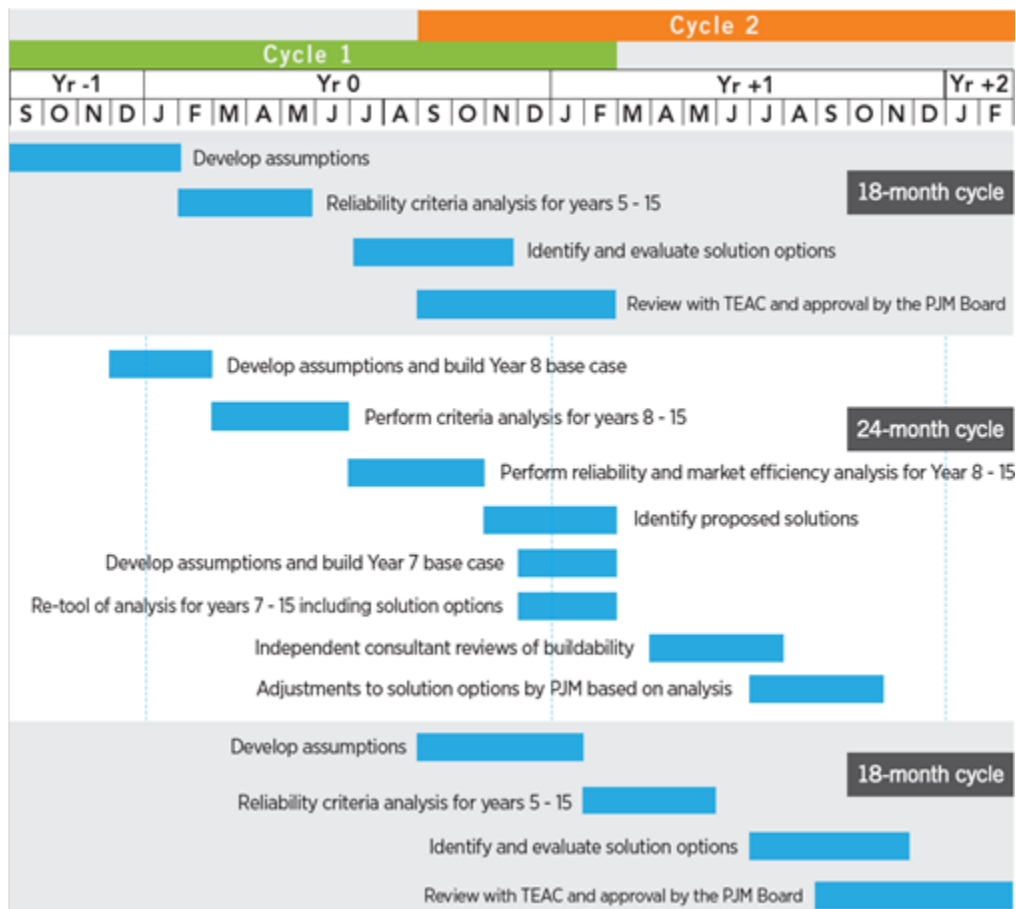 Cycle 2
Cycle 1
Yr -1 Yr 0 Yr +1 Yr +2
S O N D J F M A M J J A S O N D J F M A M J J A S O N D J F
Develop assumptions
18-month cycle
Reliability criteria analysis for years 5 - 15
Identify and evaluate solution options
Review with TEAC and approval by the PJM Board
Develop assumptions and build Year 8 base case
Perform criteria analysis for years 8 - 15
24-month cycle
Perform reliability and market efficiency analysis for Year 8 - 15
Identify proposed solutions
Develop assumptions and build Year 7 base case
Re-tool of analysis for years 7 - 15 including solution options
Independent consultant reviews of buildability
Adjustments to solution options by PJM based on analysis
Develop assumptions
18-month cycle
Reliability criteria analysis for years 5 - 15
Identify and evaluate solution options
Review with TEAC and approval by the PJM Board